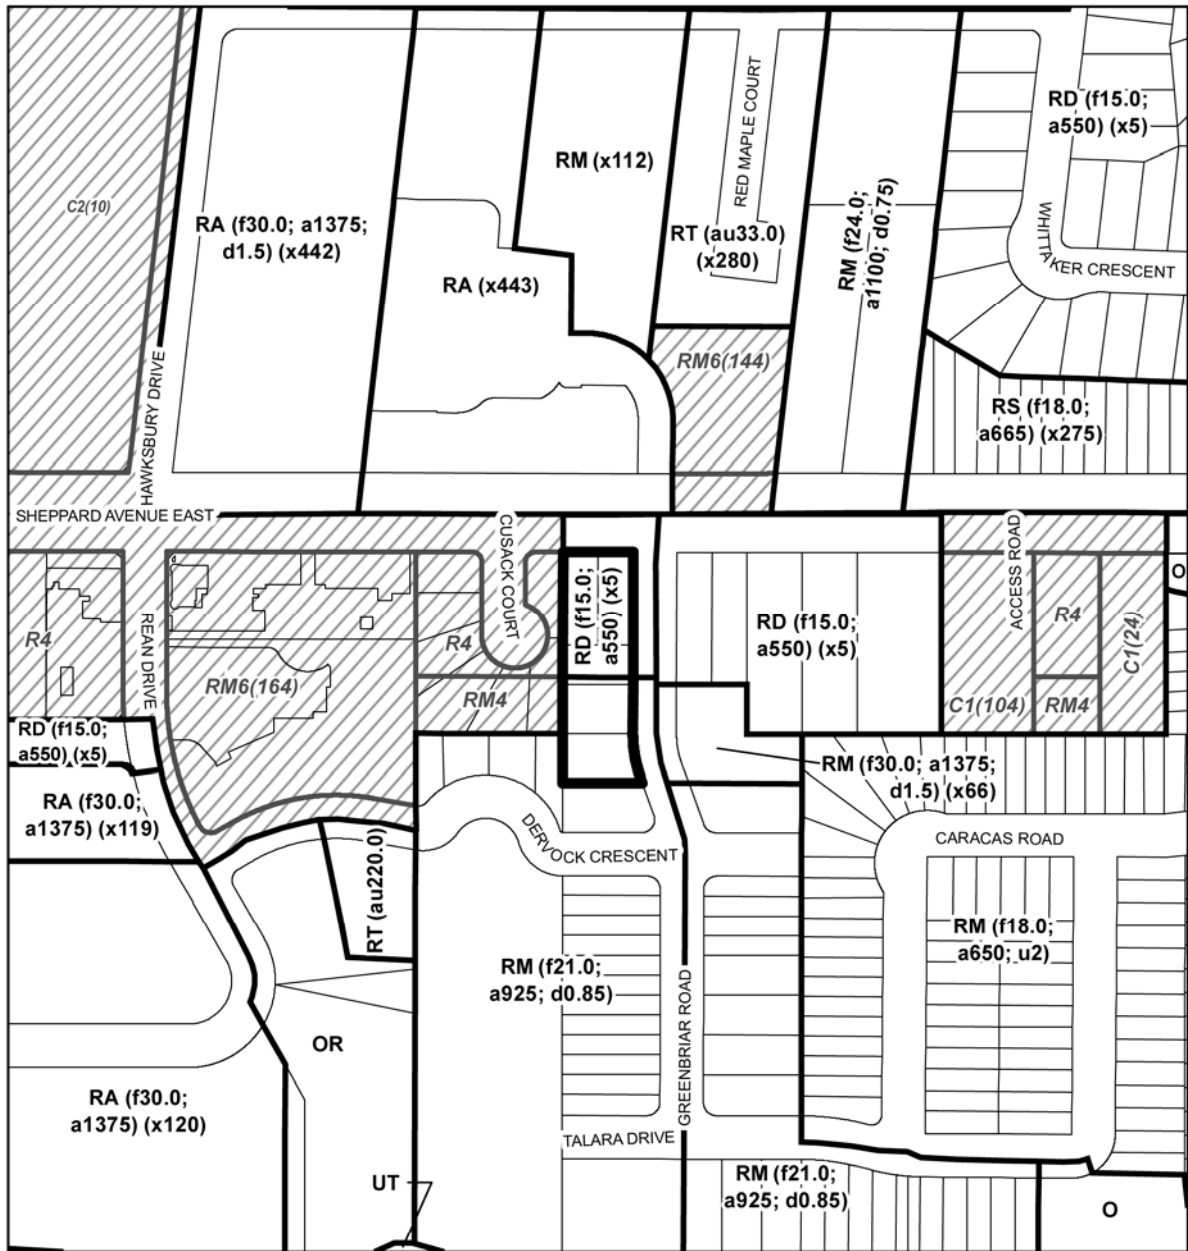 RD (f15.0;
a550) (x5)
RED MAPLE COURT
RM (x112)
C2(10)
RA (f30.0; a1375;
d1.5) (x442)
RT (au33.0)
(x280)
RM (f24.0;
a1100; d0.75)
WHITTAKER CRESCENT
RA (x443)
RM6(144)
HAWKSBURY DRIVE
RS (f18.0;
a665) (x275)
SHEPPARD AVENUE EAST
CUSACK COURT
ACCESS ROAD
O
RD (f15.0;
a550) (x5)
REAN DRIVE
R4
R4
RD (f15.0;
a550) (x5)
R4
C1(24)
RM6(164)
RM4
C1(104)
RM4
RD (f15.0;
a550) (x5)
RM (f30.0; a1375;
d1.5) (x66)
RA (f30.0;
a1375) (x119)
DERVOCK CRESCENT
CARACAS ROAD
RT (au220.0)
RM (f18.0;
a650; u2)
RM (f21.0;
a925; d0.85)
GREENBRIAR ROAD
OR
RA (f30.0;
a1375) (x120)
TALARA DRIVE
UT
RM (f21.0;
a925; d0.85)
O